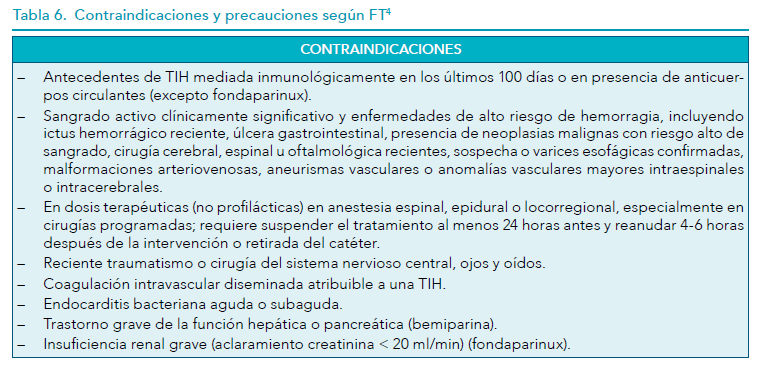 Tabla 6. Contraindicaciones y precauciones según FT⁴
CONTRAINDICACIONES
– Antecedentes de TIH mediada inmunológicamente en los últimos 100 días o en presencia de anticuer-
pos circulantes (excepto fondaparinux).
– Sangrado activo clínicamente significativo y enfermedades de alto riesgo de hemorragia, incluyendo
ictus hemorrágico reciente, úlcera gastrointestinal, presencia de neoplasias malignas con riesgo alto de
sangrado, cirugía cerebral, espinal u oftalmológica recientes, sospecha o varices esofágicas confirmadas,
malformaciones arteriovenosas, aneurismas vasculares o anomalías vasculares mayores intraespinales
o intracerebrales.
– En dosis terapéuticas (no profilácticas) en anestesia espinal, epidural o locorregional, especialmente en
cirugías programadas; requiere suspender el tratamiento al menos 24 horas antes y reanudar 4-6 horas
después de la intervención o retirada del catéter.
– Reciente traumatismo o cirugía del sistema nervioso central, ojos y oídos.
– Coagulación intravascular diseminada atribuible a una TIH.
– Endocarditis bacteriana aguda o subaguda.
– Trastorno grave de la función hepática o pancreática (bemiparina).
– Insuficiencia renal grave (aclaramiento creatinina < 20 ml/min) (fondaparinux).